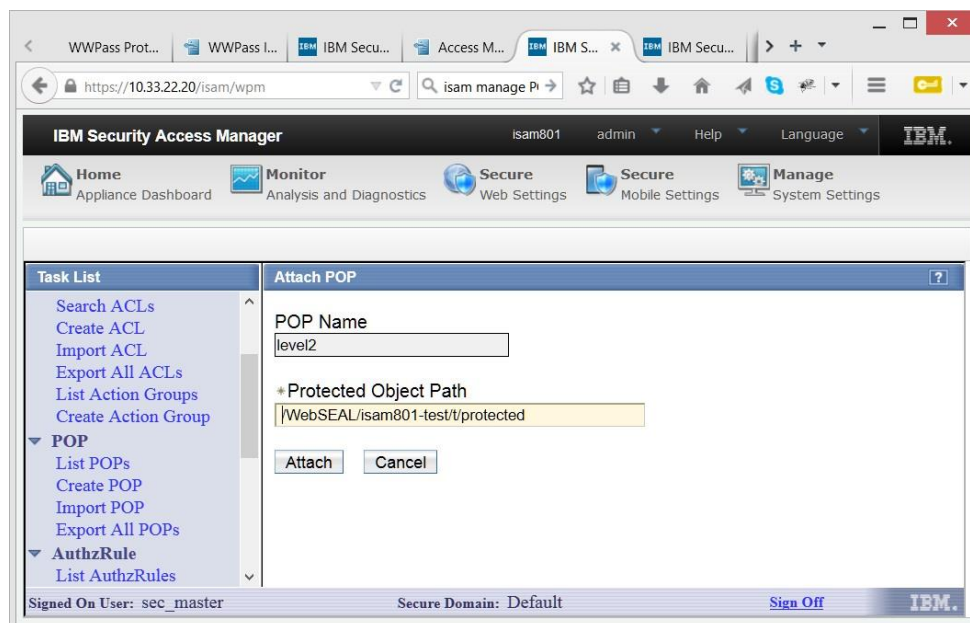 WWPass Prot...
WWPass I...
IBM Secu...
Access M...
IBM S...
IBM Secu...
https://10.33.22.20/isam/wpm
isam manage P
IBM Security Access Manager
isam801
admin
Help
Language
IBM.
Home
Appliance Dashboard
Monitor
Analysis and Diagnostics
Secure
Web Settings
Secure
Mobile Settings
Manage
System Settings
Task List
Search ACLs
Create ACL
Import ACL
Export All ACLs
List Action Groups
Create Action Group
POP
List POPs
Create POP
Import POP
Export All POPs
AuthzRule
List AuthzRules
Attach POP
?
POP Name
level2
*Protected Object Path
/WebSEAL/isam801-test/t/protected
Attach
Cancel
Signed On User: sec_master
Secure Domain: Default
Sign Off
IBM.